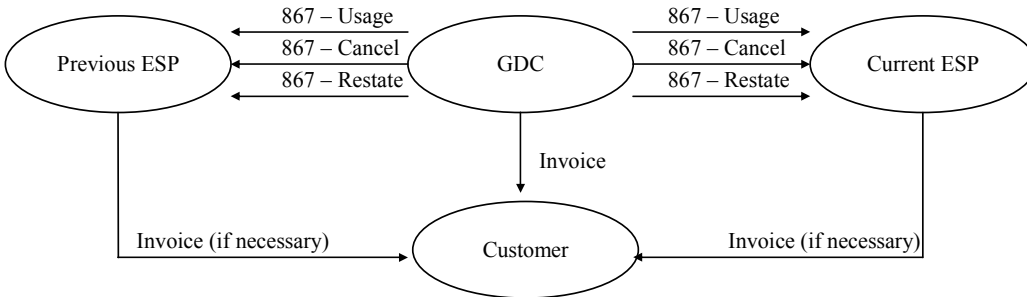 867 – Usage
867 – Usage
867 – Cancel
867 – Cancel
Previous ESP
GDC
Current ESP
867 – Restate
867 – Restate
Invoice
Invoice (if necessary)
Customer
Invoice (if necessary)